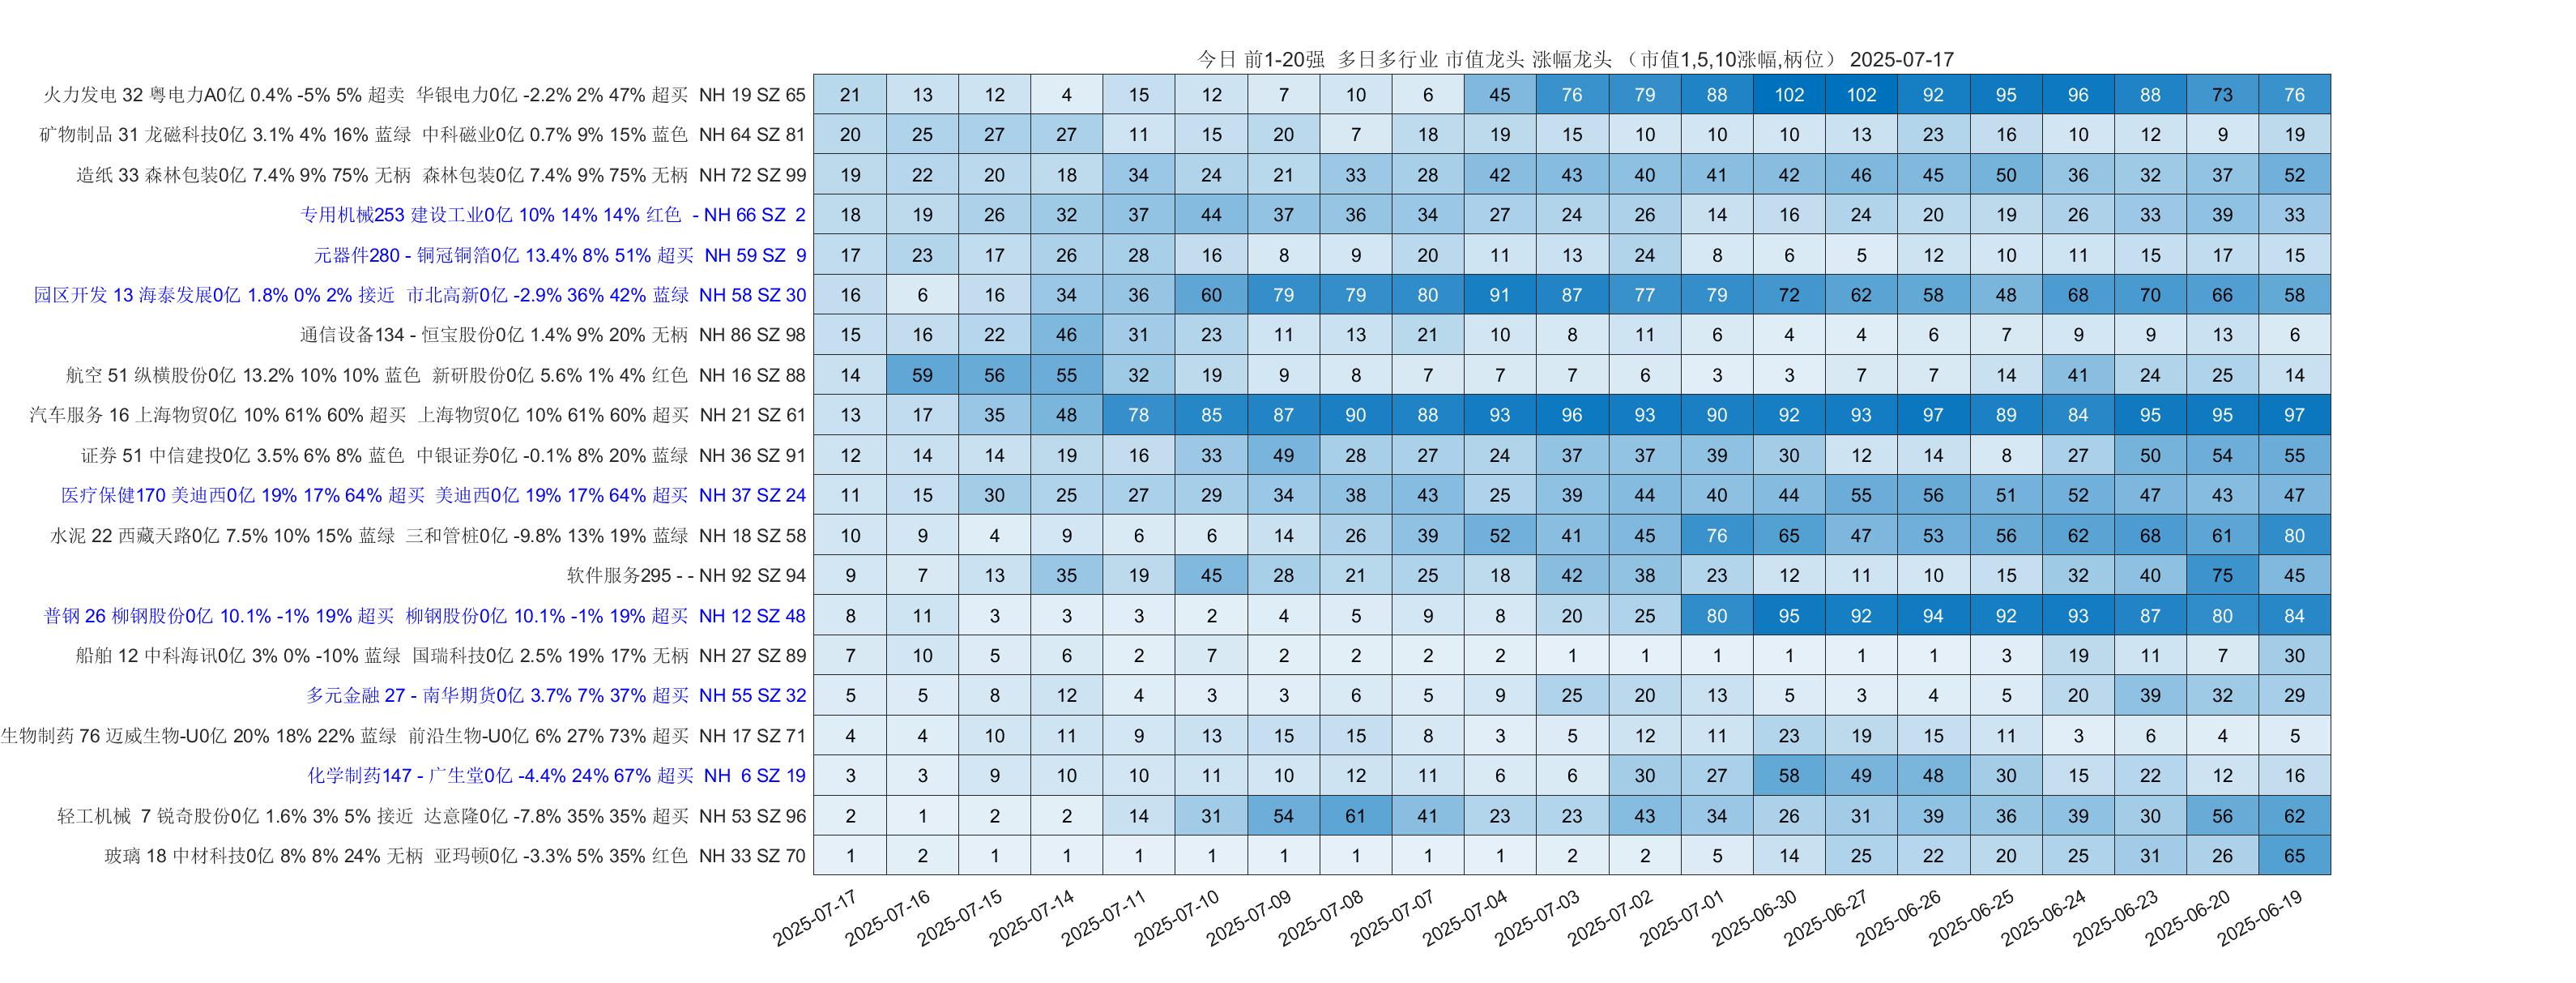 今日 前1-20强 多日多行业 市值龙头 涨幅龙头 （市值1,5,10涨幅,柄位） 2025-07-17
火力发电 32 粤电力A0亿 0.4% -5% 5% 超卖 华银电力0亿 -2.2% 2% 47% 超买 NH 19 SZ 65 21 13 12 4 15 12 7 10 6 45 76 79 88 102 102 92 95 96 88 73 76
矿物制品 31 龙磁科技0亿 3.1% 4% 16% 蓝绿 中科磁业0亿 0.7% 9% 15% 蓝色 NH 64 SZ 81 20 25 27 27 11 15 20 7 18 19 15 10 10 10 13 23 16 10 12 9 19
造纸 33 森林包装0亿 7.4% 9% 75% 无柄 森林包装0亿 7.4% 9% 75% 无柄 NH 72 SZ 99 19 22 20 18 34 24 21 33 28 42 43 40 41 42 46 45 50 36 32 37 52
专用机械253 建设工业0亿 10% 14% 14% 红色 - NH 66 SZ 2 18 19 26 32 37 44 37 36 34 27 24 26 14 16 24 20 19 26 33 39 33
元器件280 - 铜冠铜箔0亿 13.4% 8% 51% 超买 NH 59 SZ 9 17 23 17 26 28 16 8 9 20 11 13 24 8 6 5 12 10 11 15 17 15
园区开发 13 海泰发展0亿 1.8% 0% 2% 接近 市北高新0亿 -2.9% 36% 42% 蓝绿 NH 58 SZ 30 16 6 16 34 36 60 79 79 80 91 87 77 79 72 62 58 48 68 70 66 58
通信设备134 - 恒宝股份0亿 1.4% 9% 20% 无柄 NH 86 SZ 98 15 16 22 46 31 23 11 13 21 10 8 11 6 4 4 6 7 9 9 13 6
航空 51 纵横股份0亿 13.2% 10% 10% 蓝色 新研股份0亿 5.6% 1% 4% 红色 NH 16 SZ 88 14 59 56 55 32 19 9 8 7 7 7 6 3 3 7 7 14 41 24 25 14
汽车服务 16 上海物贸0亿 10% 61% 60% 超买 上海物贸0亿 10% 61% 60% 超买 NH 21 SZ 61 13 17 35 48 78 85 87 90 88 93 96 93 90 92 93 97 89 84 95 95 97
证券 51 中信建投0亿 3.5% 6% 8% 蓝色 中银证券0亿 -0.1% 8% 20% 蓝绿 NH 36 SZ 91 12 14 14 19 16 33 49 28 27 24 37 37 39 30 12 14 8 27 50 54 55
医疗保健170 美迪西0亿 19% 17% 64% 超买 美迪西0亿 19% 17% 64% 超买 NH 37 SZ 24 11 15 30 25 27 29 34 38 43 25 39 44 40 44 55 56 51 52 47 43 47
水泥 22 西藏天路0亿 7.5% 10% 15% 蓝绿 三和管桩0亿 -9.8% 13% 19% 蓝绿 NH 18 SZ 58 10 9 4 9 6 6 14 26 39 52 41 45 76 65 47 53 56 62 68 61 80
软件服务295 - - NH 92 SZ 94 9 7 13 35 19 45 28 21 25 18 42 38 23 12 11 10 15 32 40 75 45
普钢 26 柳钢股份0亿 10.1% -1% 19% 超买 柳钢股份0亿 10.1% -1% 19% 超买 NH 12 SZ 48 8 11 3 3 3 2 4 5 9 8 20 25 80 95 92 94 92 93 87 80 84
船舶 12 中科海讯0亿 3% 0% -10% 蓝绿 国瑞科技0亿 2.5% 19% 17% 无柄 NH 27 SZ 89 7 10 5 6 2 7 2 2 2 2 1 1 1 1 1 1 3 19 11 7 30
多元金融 27 - 南华期货0亿 3.7% 7% 37% 超买 NH 55 SZ 32 5 5 8 12 4 3 3 6 5 9 25 20 13 5 3 4 5 20 39 32 29
生物制药 76 迈威生物-U0亿 20% 18% 22% 蓝绿 前沿生物-U0亿 6% 27% 73% 超买 NH 17 SZ 71 4 4 10 11 9 13 15 15 8 3 5 12 11 23 19 15 11 3 6 4 5
化学制药147 - 广生堂0亿 -4.4% 24% 67% 超买 NH 6 SZ 19 3 3 9 10 10 11 10 12 11 6 6 30 27 58 49 48 30 15 22 12 16
轻工机械 7 锐奇股份0亿 1.6% 3% 5% 接近 达意隆0亿 -7.8% 35% 35% 超买 NH 53 SZ 96 2 1 2 2 14 31 54 61 41 23 23 43 34 26 31 39 36 39 30 56 62
玻璃 18 中材科技0亿 8% 8% 24% 无柄 亚玛顿0亿 -3.3% 5% 35% 红色 NH 33 SZ 70 1 2 1 1 1 1 1 1 1 1 2 2 5 14 25 22 20 25 31 26 65
2025-07-17 2025-07-16 2025-07-15 2025-07-14 2025-07-11 2025-07-10 2025-07-09 2025-07-08 2025-07-07 2025-07-04 2025-07-03 2025-07-02 2025-07-01 2025-06-30 2025-06-27 2025-06-26 2025-06-25 2025-06-24 2025-06-23 2025-06-20 2025-06-19